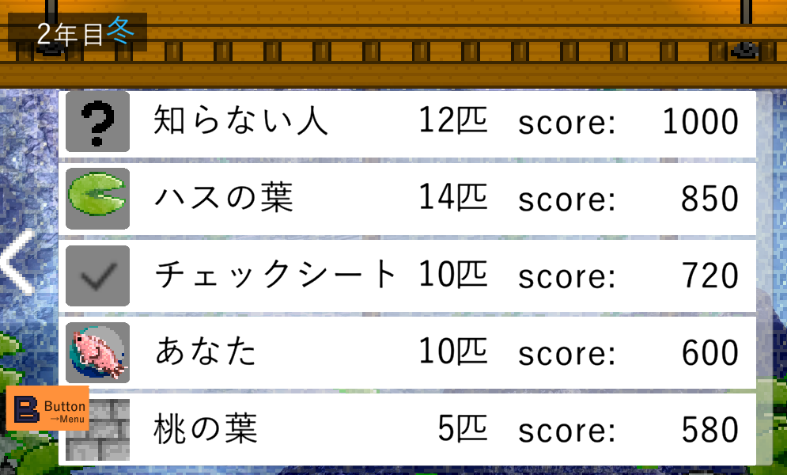 2年目冬
知らない人 12匹 score: 1000
ハスの葉 14匹 score: 850
チェックシート 10匹 score: 720
あなた 10匹 score: 600
B Button
→Menu
桃の葉 5匹 score: 580